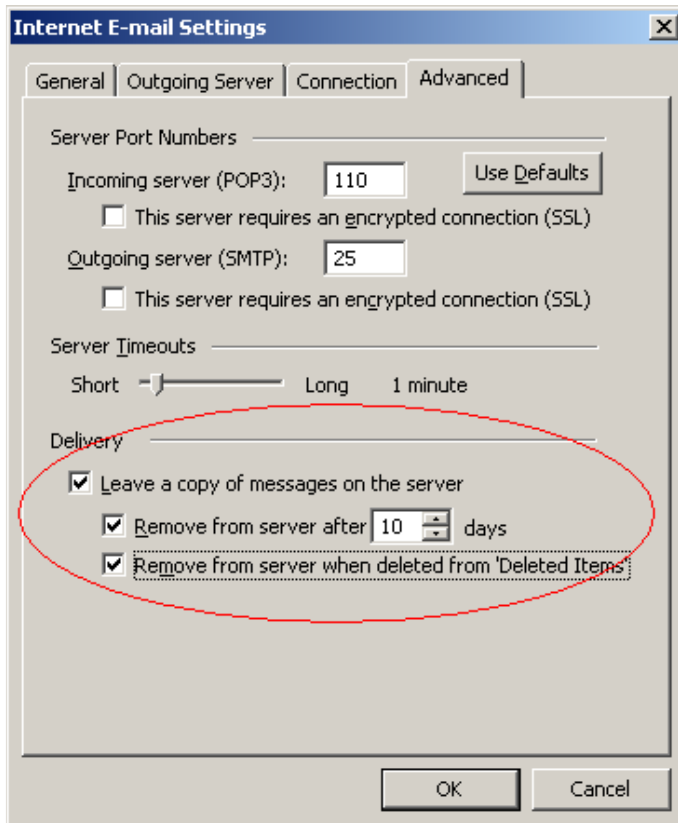 Internet E-mail Settings
General Outgoing Server Connection Advanced
Server Port Numbers
Incoming server (POP3): 110 Use Defaults
This server requires an encrypted connection (SSL)
Outgoing server (SMTP): 25
This server requires an encrypted connection (SSL)
Server Timeouts
Short Long 1 minute
Delivery
Leave a copy of messages on the server
Remove from server after 10 days
Remove from server when deleted from 'Deleted Items'
OK Cancel